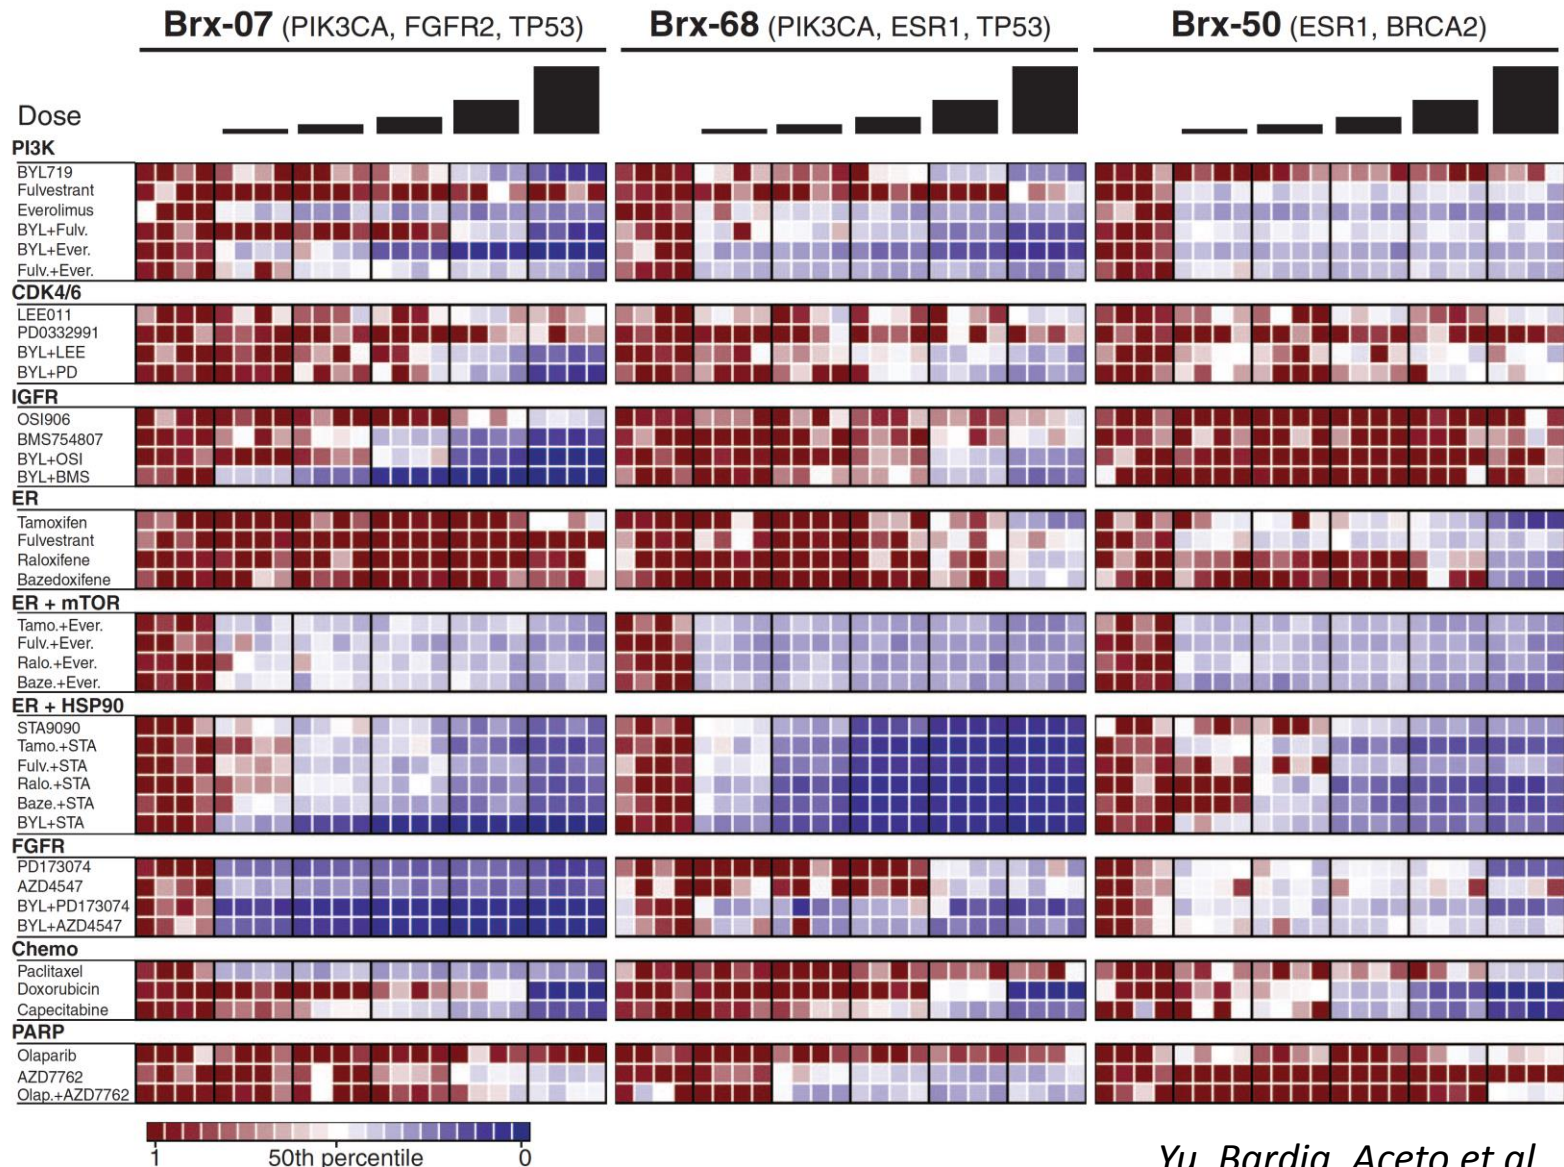 Brx-07 (PIK3CA, FGFR2, TP53) Brx-68 (PIK3CA, ESR1, TP53) Brx-50 (ESR1, BRCA2)
Dose
PI3K
BYL719
Fulvestrant
Everolimus
BYL+Fulv.
BYL+Ever.
Fulv.+Ever.
CDK4/6
LEE011
PD0332991
BYL+LEE
BYL+PD
IGFR
OSI906
BMS754807
BYL+OSI
BYL+BMS
ER
Tamoxifen
Fulvestrant
Raloxifene
Bazedoxifene
ER + mTOR
Tamo.+Ever.
Fulv.+Ever.
Ralo.+Ever.
Baze.+Ever.
ER + HSP90
STA9090
Tamo.+STA
Fulv.+STA
Ralo.+STA
Baze.+STA
BYL+STA
FGFR
PD173074
AZD4547
BYL+PD173074
BYL+AZD4547
Chemo
Paclitaxel
Doxorubicin
Capecitabine
PARP
Olaparib
AZD7762
Olap.+AZD7762
1 50th percentile 0
Yu, Bardia, Aceto et al